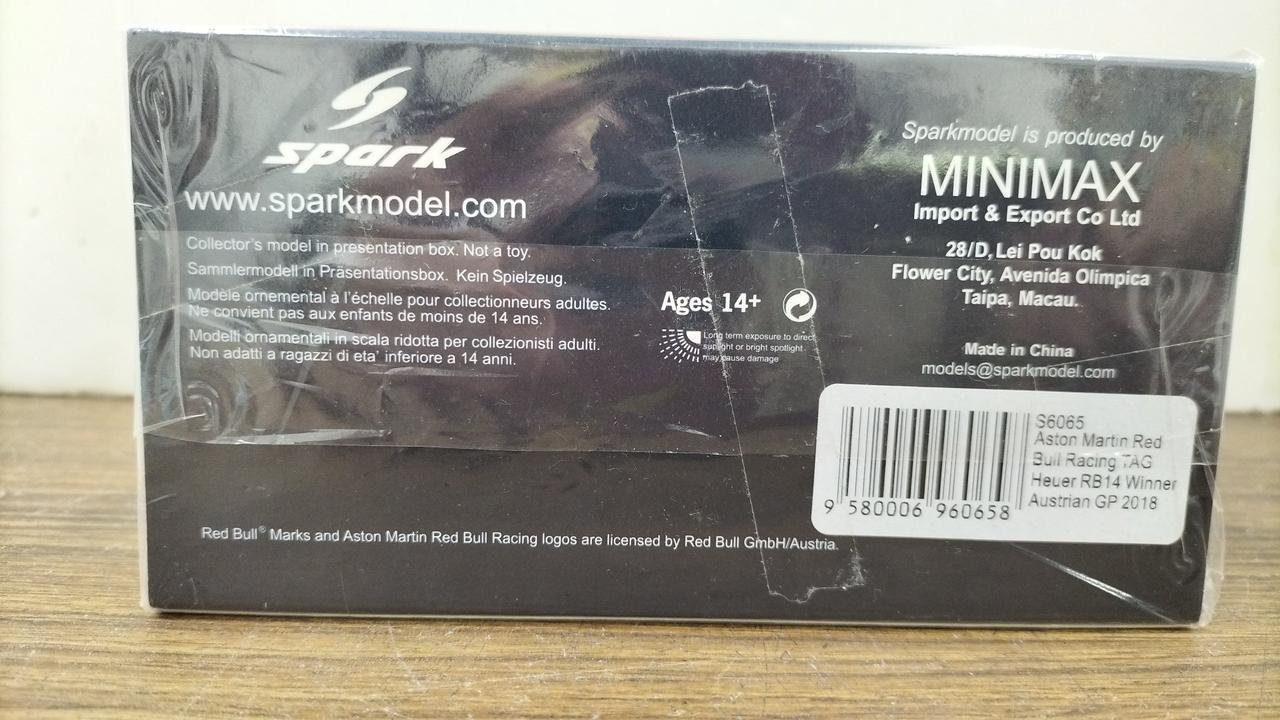 spark
www.sparkmodel.com
Collector's model in presentation box. Not a toy.
Sammlermodell in Präsentationsbox. Kein Spielzeug.
Modèle ornemental à l'échelle pour collectionneurs adultes.
Ne convient pas aux enfants de moins de 14 ans.
Modelli ornamentali in scala ridotta per collezionisti adulti.
Non adatti a ragazzi di eta' inferiore a 14 anni.
Ages 14+
Long term exposure to direct
sunlight or bright spotlight
may cause damage
Sparkmodel is produced by
MINIMAX
Import & Export Co Ltd
28/D, Lei Pou Kok
Flower City, Avenida Olimpica
Taipa, Macau.
Made in China
models@sparkmodel.com
S6065
Aston Martin Red
Bull Racing TAG
Heuer RB14 Winner
Austrian GP 2018
9 580006 960658
Red Bull® Marks and Aston Martin Red Bull Racing logos are licensed by Red Bull GmbH/Austria.